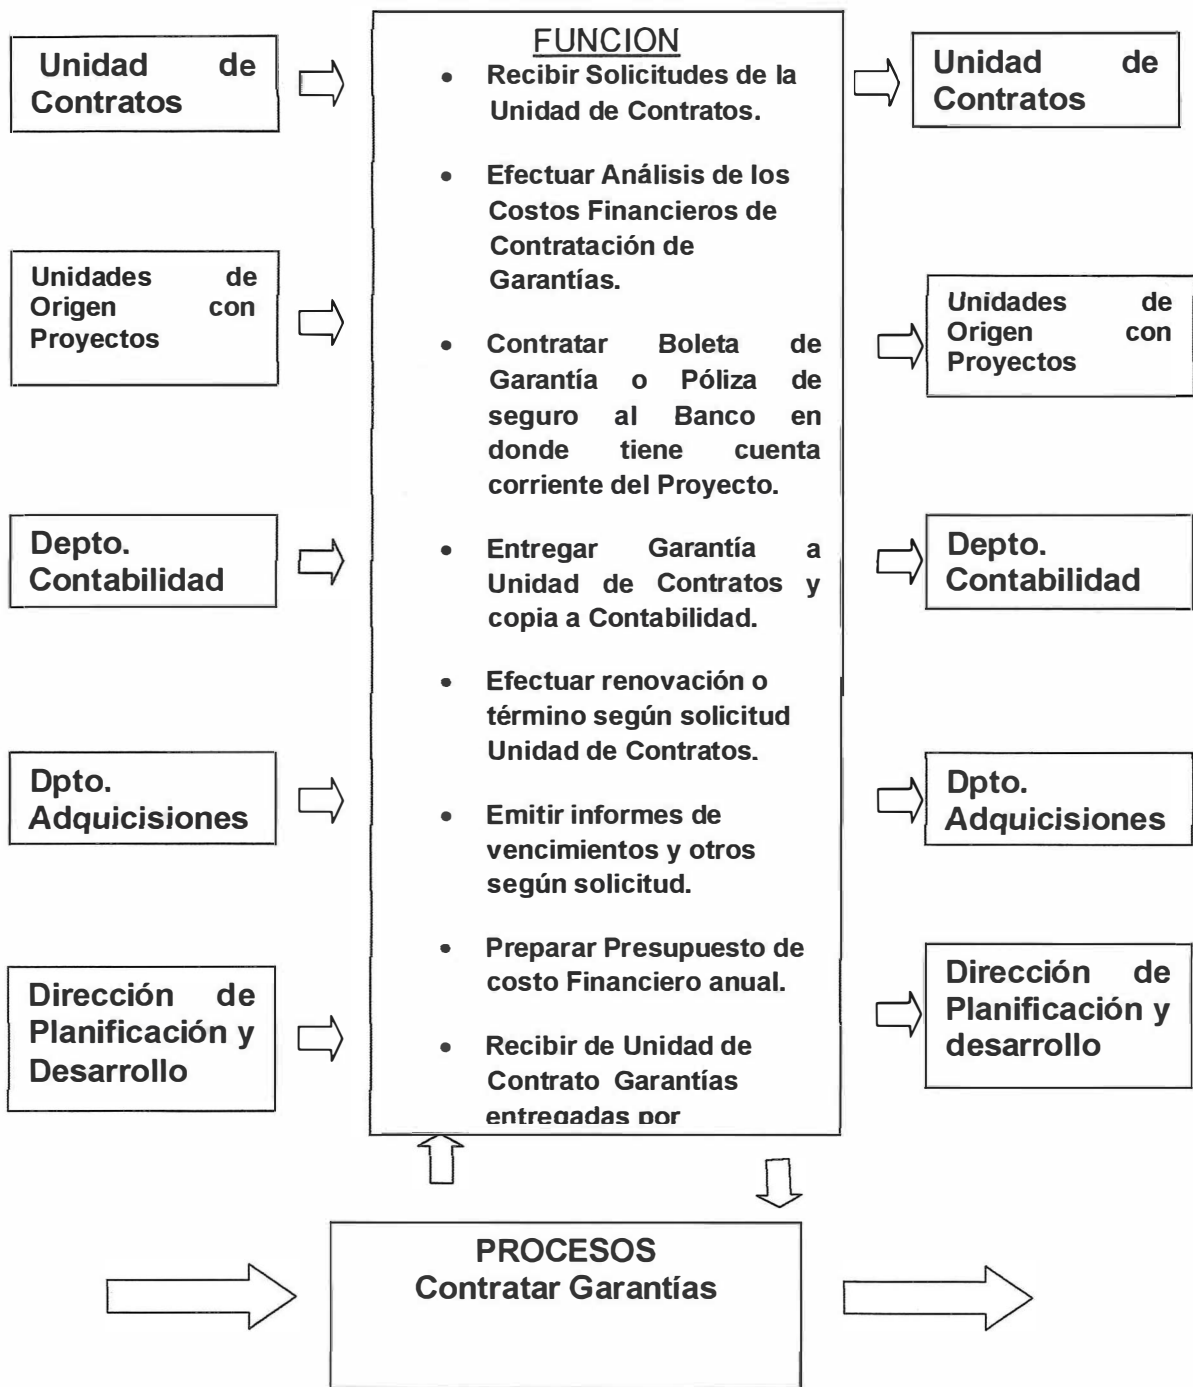 Unidad de
Contratos
Unidades de
Origen con
Proyectos
Depto.
Contabilidad
Dpto.
Adquicisiones
Dirección de
Planificación y
Desarrollo
FUNCION
• Recibir Solicitudes de la
Unidad de Contratos.
• Efectuar Análisis de los
Costos Financieros de
Contratación de
Garantías.
• Contratar Boleta de
Garantía o Póliza de
seguro al Banco en
donde tiene cuenta
corriente del Proyecto.
• Entregar Garantía a
Unidad de Contratos y
copia a Contabilidad.
• Efectuar renovación o
término según solicitud
Unidad de Contratos.
• Emitir informes de
vencimientos y otros
según solicitud.
• Preparar Presupuesto de
costo Financiero anual.
• Recibir de Unidad de
Contrato Garantías
entregadas por
Unidad de
Contratos
Unidades de
Origen con
Proyectos
Depto.
Contabilidad
Dpto.
Adquicisiones
Dirección de
Planificación y
desarrollo
PROCESOS
Contratar Garantías